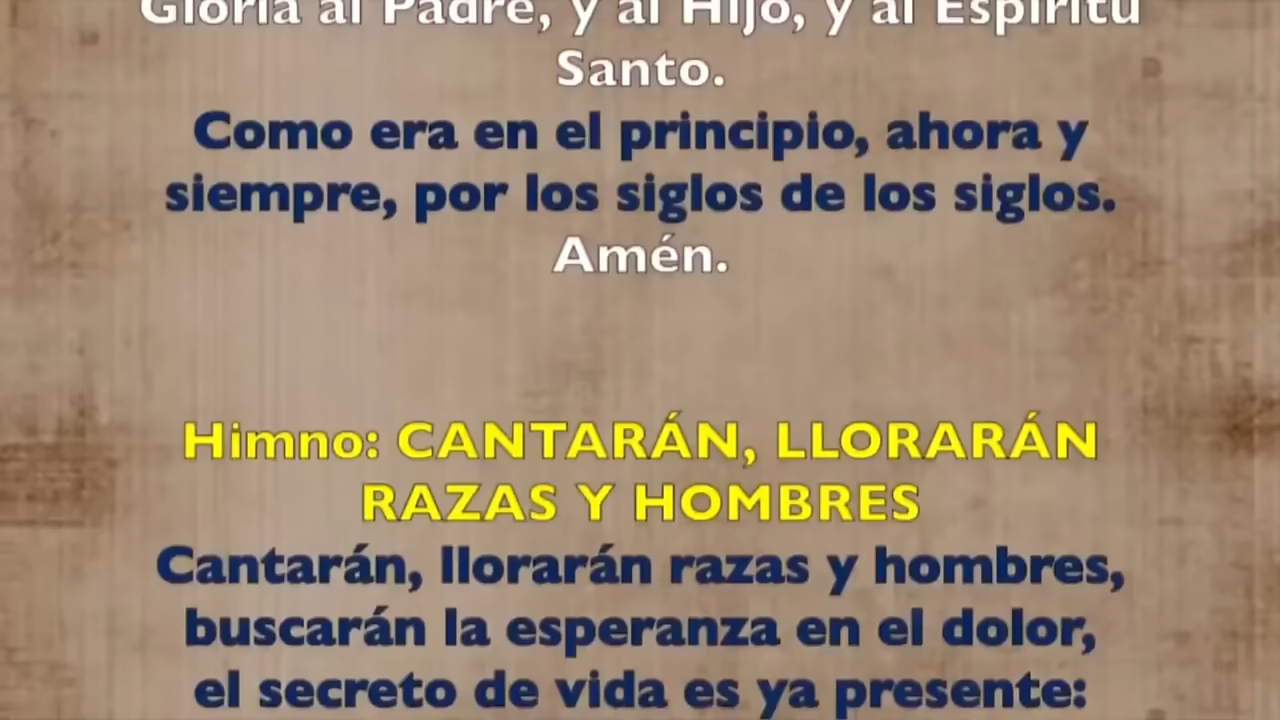 Gloria al Padre, y al Hijo, y al Espíritu
Santo.
Como era en el principio, ahora y
siempre, por los siglos de los siglos.
Amén.
Himno: CANTARÁN, LLORARÁN
RAZAS Y HOMBRES
Cantarán, llorarán razas y hombres,
buscarán la esperanza en el dolor,
el secreto de vida es ya presente: